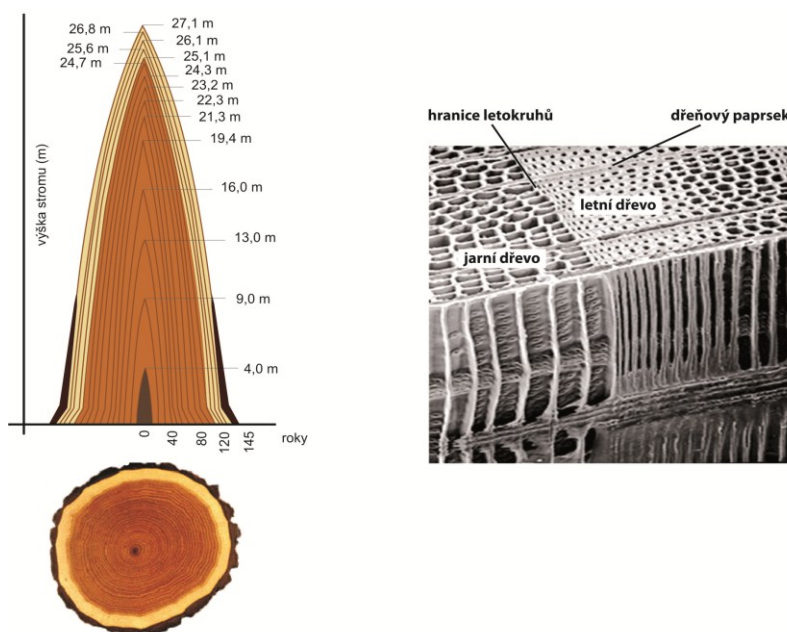 27,1 m
26,8 m
26,1 m
25,6 m
25,1 m
24,7 m
24,3 m
23,2 m
22,3 m
21,3 m
19,4 m
16,0 m
13,0 m
9,0 m
4,0 m
výška stromu (m)
0
40
80
120
145
roky
hranice letokruhů
dřeňový paprsek
letní dřevo
jarní dřevo